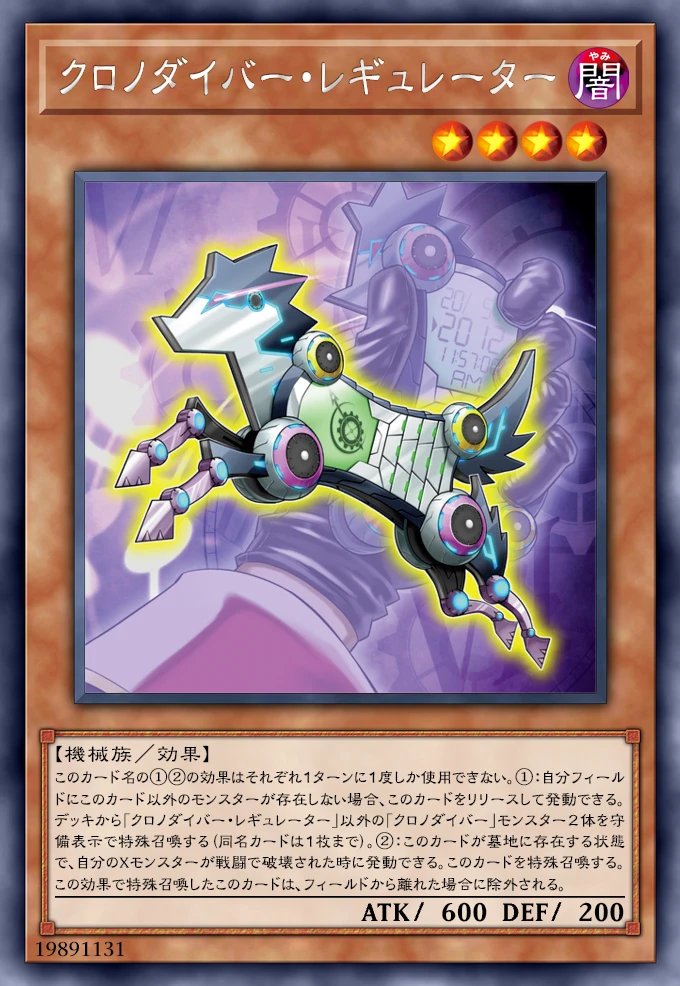 クロノダイバー・レギュレーター
やみ
闇
20/
2012
11:57:0
AM
【機械族／効果】
このカード名の①②の効果はそれぞれ1ターンに1度しか使用できない。①：自分フィール
ドにこのカード以外のモンスターが存在しない場合、このカードをリリースして発動できる。
デッキから「クロノダイバー・レギュレーター」以外の「クロノダイバー」モンスター2体を守
備表示で特殊召喚する(同名カードは1枚まで)。②：このカードが墓地に存在する状態
で、自分のXモンスターが戦闘で破壊された時に発動できる。このカードを特殊召喚する。
この効果で特殊召喚したこのカードは、フィールドから離れた場合に除外される。
ATK/ 600 DEF/ 200
19891131